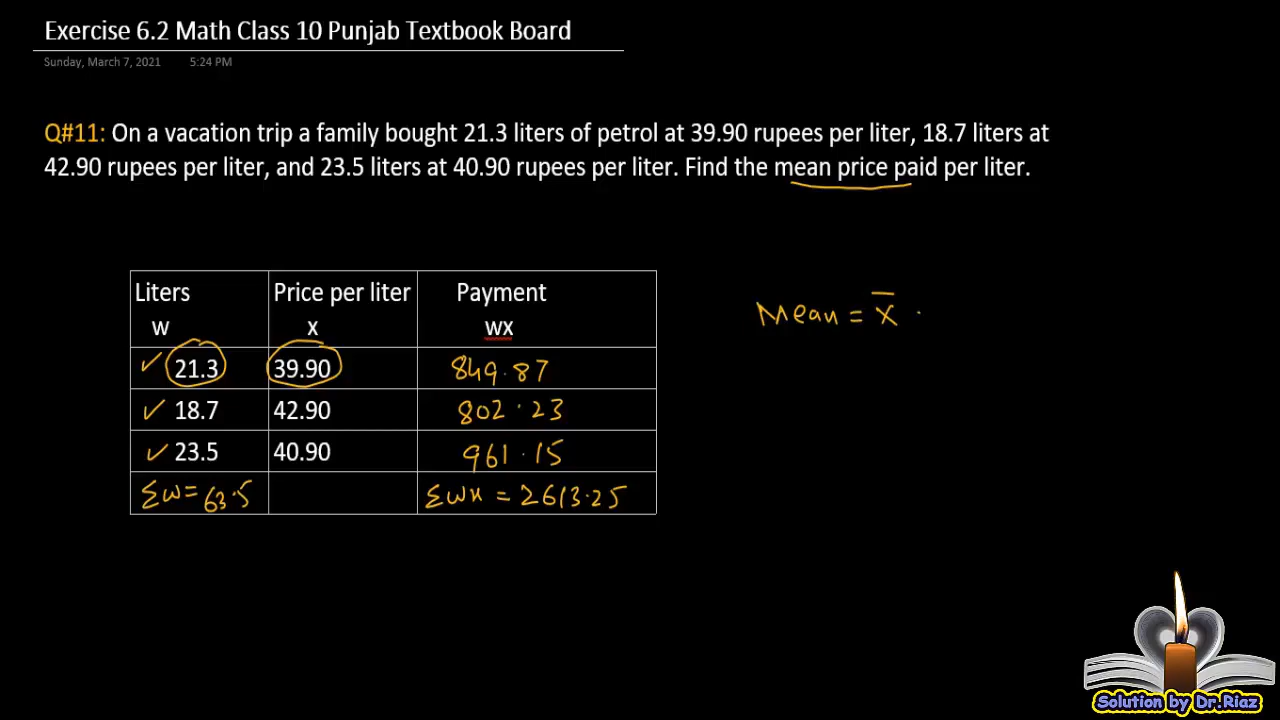 Exercise 6.2 Math Class 10 Punjab Textbook Board
Sunday, March 7, 2021 5:24 PM
Q#11: On a vacation trip a family bought 21.3 liters of petrol at 39.90 rupees per liter, 18.7 liters at
42.90 rupees per liter, and 23.5 liters at 40.90 rupees per liter. Find the mean price paid per liter.
Liters Price per liter Payment
w x wx
Mean = x̅
✓ 21.3 39.90 849.87
✓ 18.7 42.90 802.23
✓ 23.5 40.90 961.15
Σw = 63.5 Σwx = 2613.25
Solution by Dr.Riaz